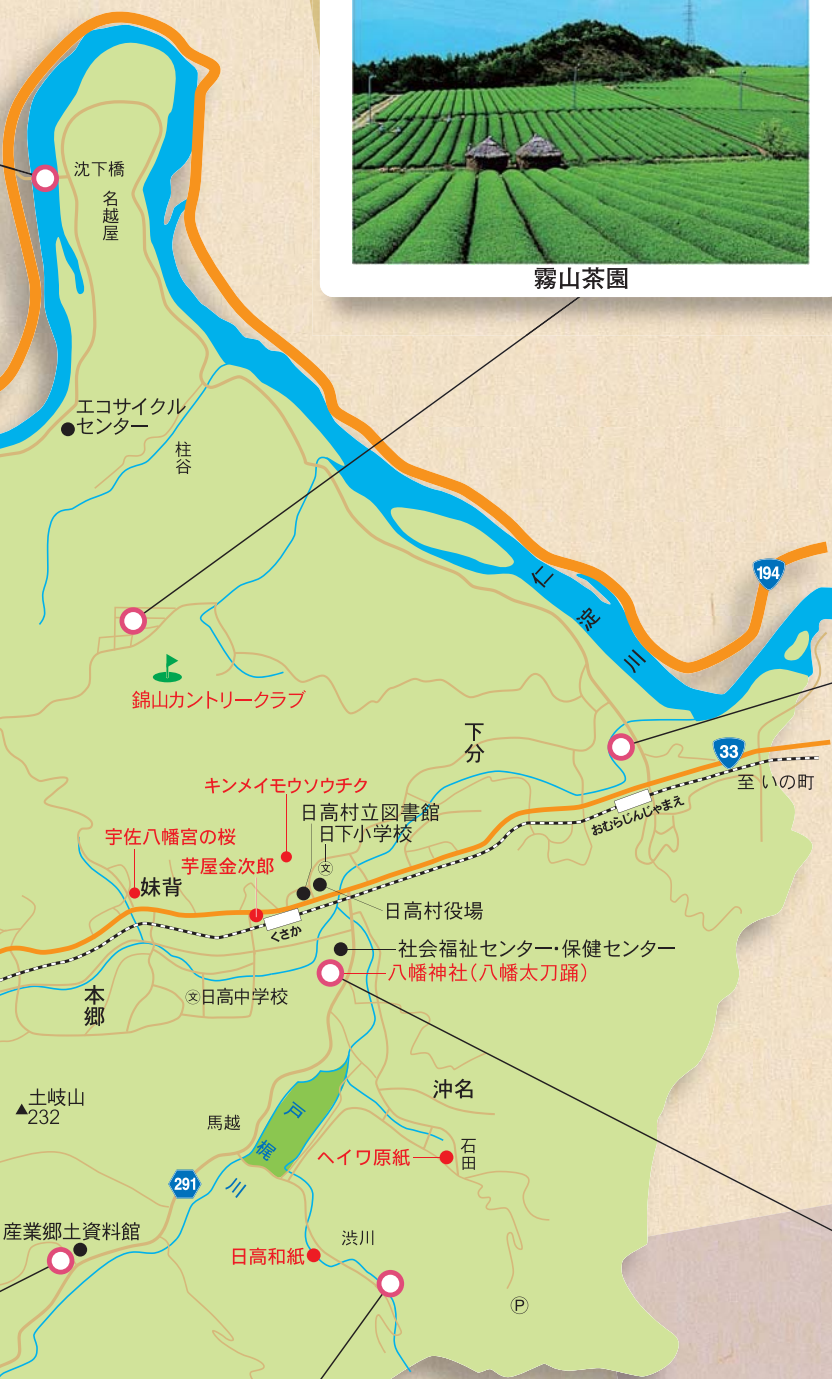 霧山茶園
沈下橋
名越屋
エコサイクル
センター
柱谷
仁淀川
194
錦山カントリークラブ
下分
33
至 いの町
おむらじんじゃまえ
キンメイモウソウチク
日高村立図書館
日下小学校
文
宇佐八幡宮の桜
芋屋金次郎
妹背
日高村役場
くさか
社会福祉センター・保健センター
八幡神社（八幡太刀踊）
本郷
文日高中学校
土岐山
232
沖名
馬越
戸梶川
石田
ヘイワ原紙
291
産業郷土資料館
渋川
日高和紙
P